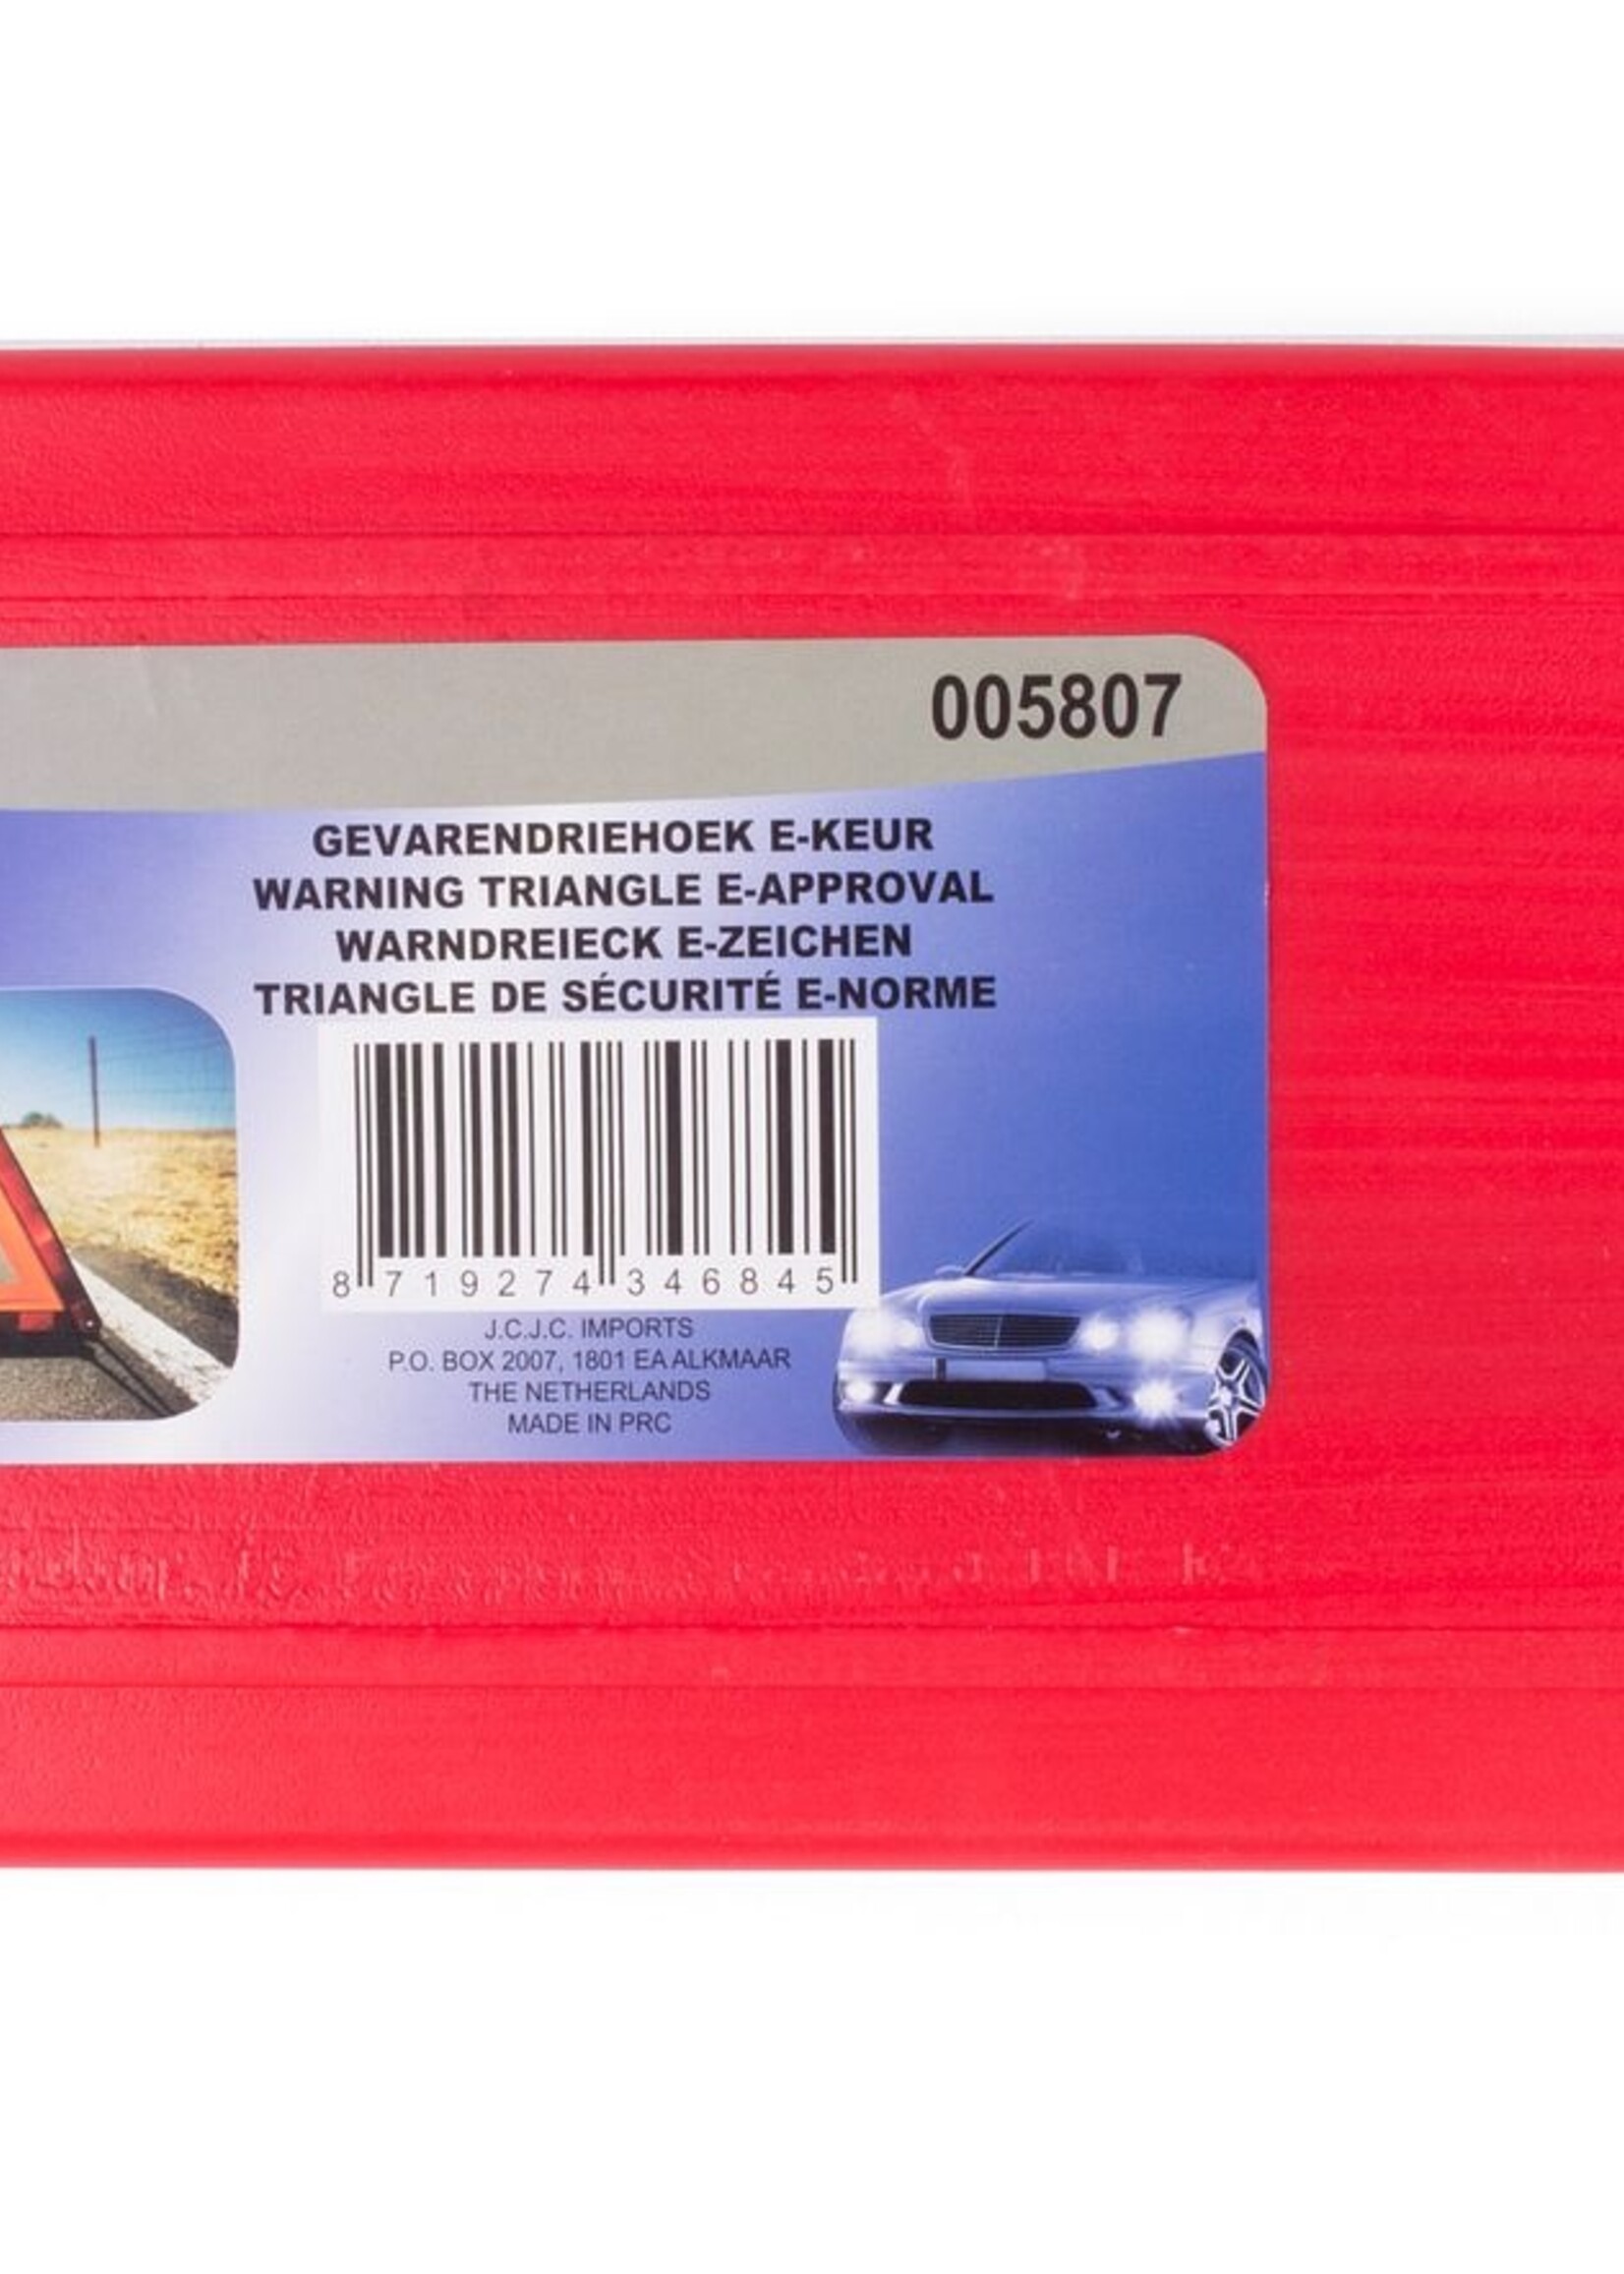 005807
GEVARENDRIEHOEK E-KEUR
WARNING TRIANGLE E-APPROVAL
WARNDREIECK E-ZEICHEN
TRIANGLE DE SÉCURITÉ E-NORME
8 719274 346845
J.C.J.C. IMPORTS
P.O. BOX 2007, 1801 EA ALKMAAR
THE NETHERLANDS
MADE IN PRC